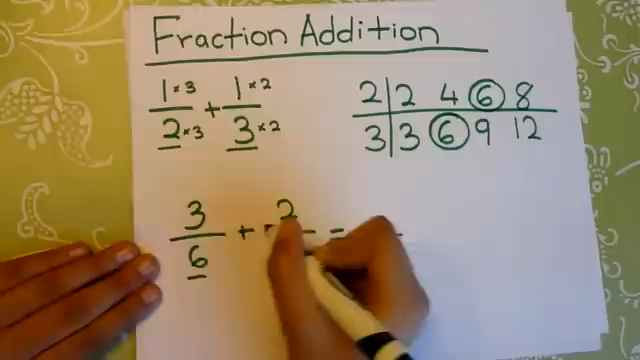 Fraction Addition
1×3/2×3 + 1×2/3×2
2 | 2 4 6 8
3 | 3 6 9 12
3/6 + 2/ =